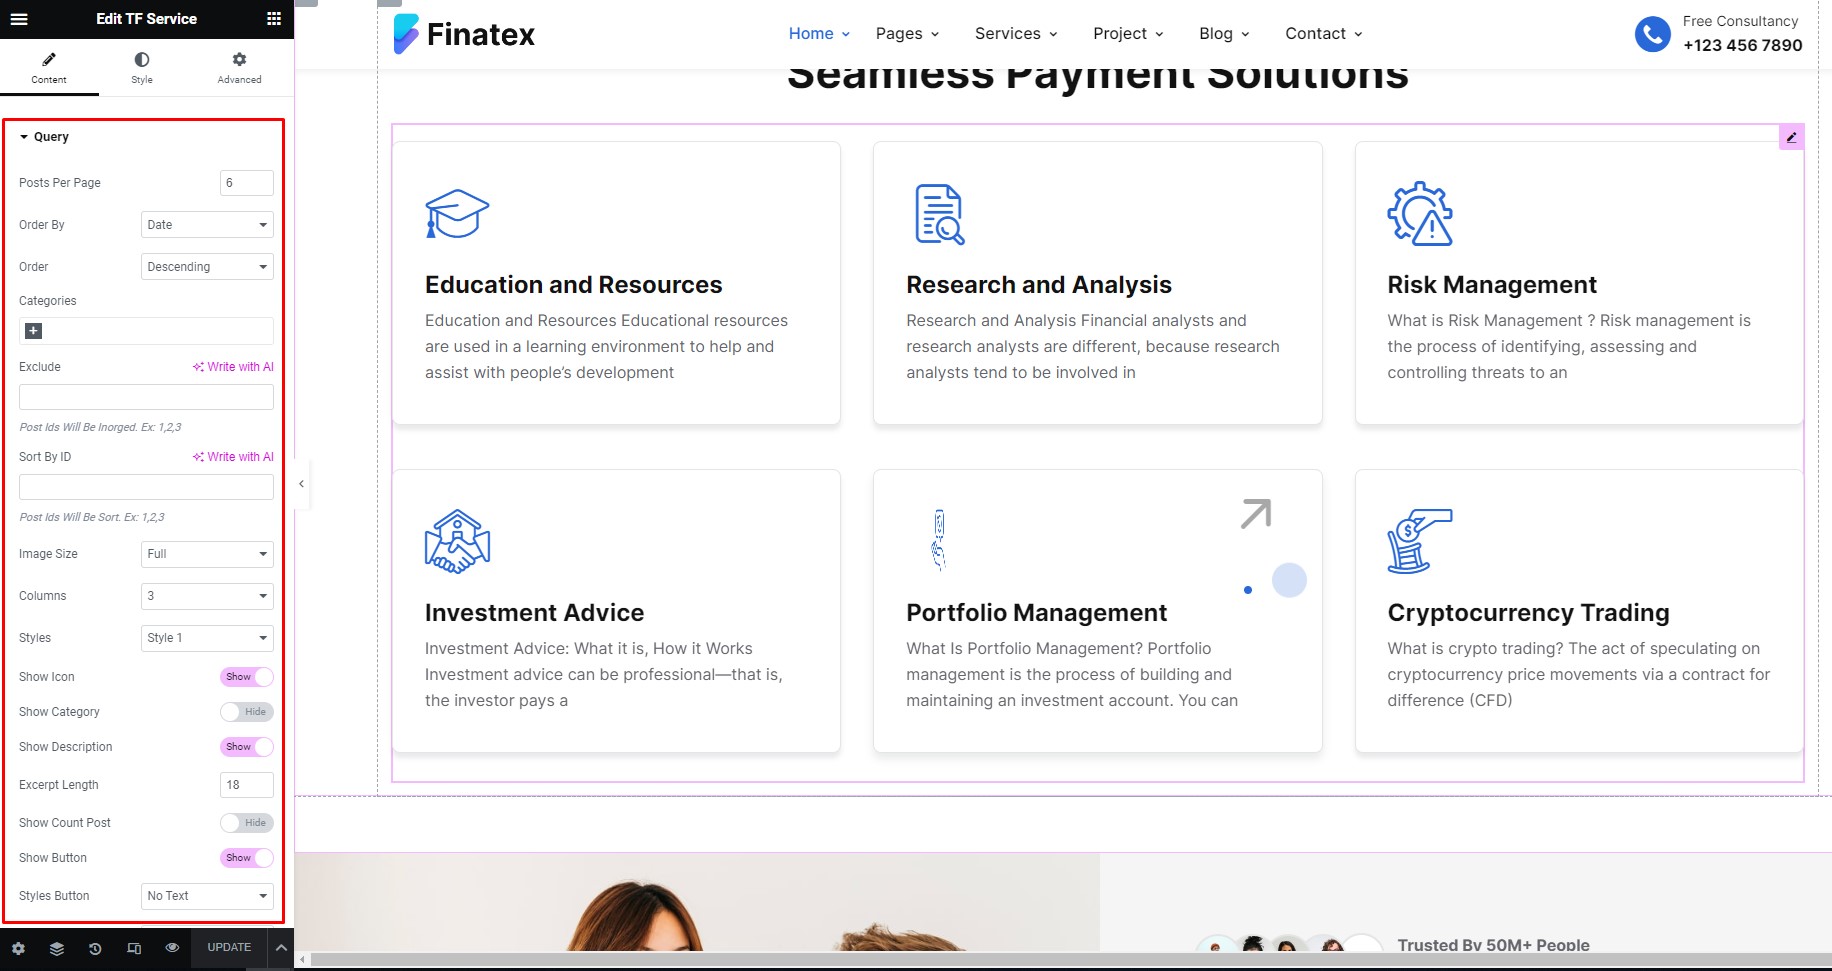 Edit TF Service
Content
Style
Advanced
Query
Posts Per Page
6
Order By
Date
Order
Descending
Categories
Exclude
Write with AI
Post Ids Will Be Inorged. Ex: 1,2,3
Sort By ID
Write with AI
Post Ids Will Be Sort. Ex: 1,2,3
Image Size
Full
Columns
3
Styles
Style 1
Show Icon
Show
Show Category
Hide
Show Description
Show
Excerpt Length
18
Show Count Post
Hide
Show Button
Show
Styles Button
No Text
UPDATE
Finatex
Home
Pages
Services
Project
Blog
Contact
Free Consultancy
+123 456 7890
Seamless Payment Solutions
Education and Resources
Education and Resources Educational resources
are used in a learning environment to help and
assist with people’s development
Research and Analysis
Research and Analysis Financial analysts and
research analysts are different, because research
analysts tend to be involved in
Risk Management
What is Risk Management ? Risk management is
the process of identifying, assessing and
controlling threats to an
Investment Advice
Investment Advice: What it is, How it Works
Investment advice can be professional—that is,
the investor pays a
Portfolio Management
What Is Portfolio Management? Portfolio
management is the process of building and
maintaining an investment account. You can
Cryptocurrency Trading
What is crypto trading? The act of speculating on
cryptocurrency price movements via a contract for
difference (CFD)
Trusted By 50M+ People